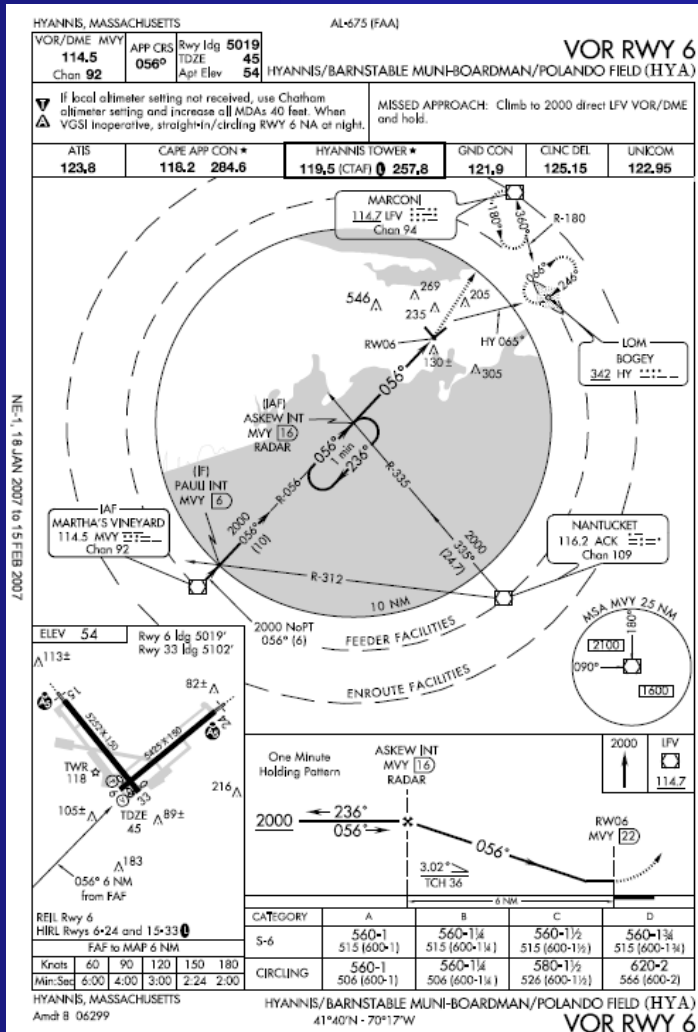 HYANNIS, MASSACHUSETTS
AL-675 (FAA)
VOR/DME MVY
114.5
Chan 92
APP CRS
056°
Rwy ldg 5019
TDZE 45
Apt Elev 54
VOR RWY 6
HYANNIS/BARNSTABLE MUNI-BOARDMAN/POLANDO FIELD (HYA)
If local altimeter setting not received, use Chatham
altimeter setting and increase all MDAs 40 feet. When
VGSI inoperative, straight-in/circling RWY 6 NA at night.
MISSED APPROACH: Climb to 2000 direct LFV VOR/DME
and hold.
ATIS
123.8
CAPE APP CON ★
118.2 284.6
HYANNIS TOWER ★
119.5 (CTAF) L 257.8
GND CON
121.9
CLNC DEL
125.15
UNICOM
122.95
MARCONI
114.7 LFV
Chan 94
180°
360°
R-180
066°
246°
546
269
235
205
RW06
130±
305
HY 065°
LOM
BOGEY
342 HY
056°
(IAF)
ASKEW INT
MVY 16
RADAR
056°
1 min
236°
(IF)
PAULI INT
MVY 6
R-056
2000
056°
(10)
R-335
2000
335°
(24.7)
IAF
MARTHA'S VINEYARD
114.5 MVY
Chan 92
NANTUCKET
116.2 ACK
Chan 109
R-312
10 NM
2000 NoPT
056° (6)
FEEDER FACILITIES
ENROUTE FACILITIES
MSA MVY 25 NM
180°
2100
090°
1600
NE-1, 18 JAN 2007 to 15 FEB 2007
ELEV 54
Rwy 6 ldg 5019'
Rwy 33 ldg 5102'
113±
82±
15
24
5252 X 150
5425 X 150
TWR
118
33
TDZE
45
216
105±
89±
183
056° 6 NM
from FAF
REIL Rwy 6
HIRL Rwys 6-24 and 15-33 L
FAF to MAP 6 NM
Knots 60 90 120 150 180
Min:Sec 6:00 4:00 3:00 2:24 2:00
One Minute
Holding Pattern
ASKEW INT
MVY 16
RADAR
2000
LFV
114.7
2000
236°
056°
056°
RW06
MVY 22
3.02°
TCH 36
6 NM
CATEGORY A B C D
S-6
560-1
515 (600-1)
560-1¼
515 (600-1¼)
560-1½
515 (600-1½)
560-1¾
515 (600-1¾)
CIRCLING
560-1
506 (600-1)
560-1¼
506 (600-1¼)
580-1½
526 (600-1½)
620-2
566 (600-2)
HYANNIS, MASSACHUSETTS
Amdt 8 06299
41°40'N - 70°17'W
HYANNIS/BARNSTABLE MUNI-BOARDMAN/POLANDO FIELD (HYA)
VOR RWY 6